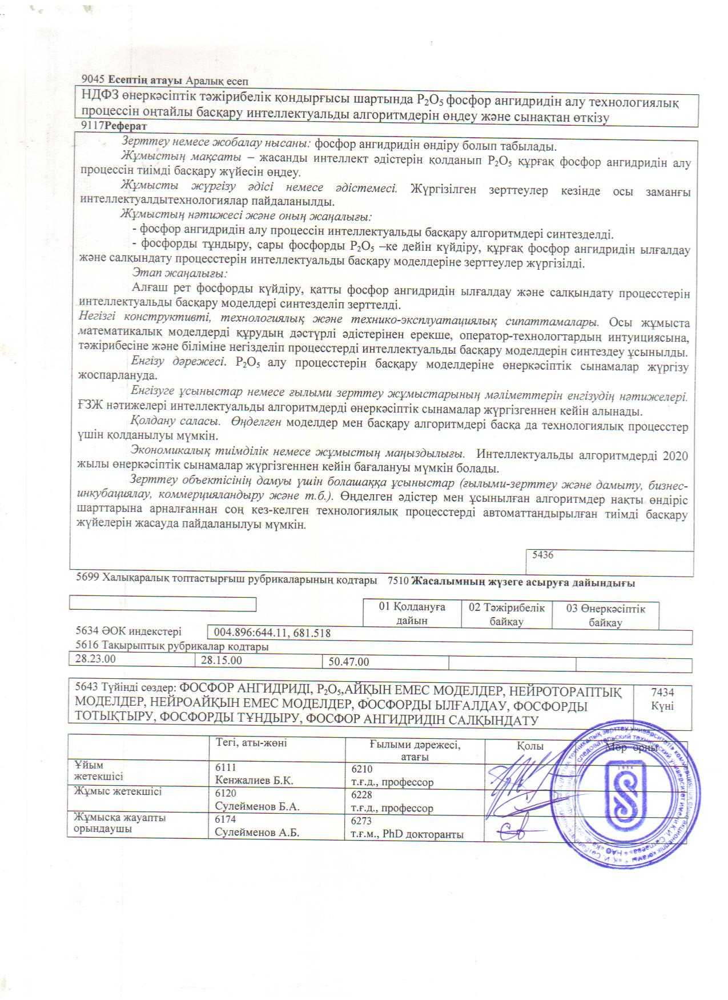 9045 Есептің атауы Аралық есеп
НДФЗ өнеркәсіптік тәжірибелік қондырғысы шартында P₂O₅ фосфор ангидридін алу технологиялық
процессін оңтайлы басқару интеллектуальды алгоритмдерін өңдеу және сынақтан өткізу
9117Реферат
Зерттеу немесе жобалау нысаны: фосфор ангидридін өндіру болып табылады.
Жұмыстың мақсаты – жасанды интеллект әдістерін қолданып P₂O₅ құрғақ фосфор ангидридін алу
процессін тиімді басқару жүйесін өңдеу.
Жұмысты жүргізу әдісі немесе әдістемесі. Жүргізілген зерттеулер кезінде осы заманғы
интеллектуалдытехнологиялар пайдаланылды.
Жұмыстың нәтижесі және оның жаңалығы:
- фосфор ангидридін алу процессін интеллектуальды басқару алгоритмдері синтезделді.
- фосфорды тұндыру, сары фосфорды P₂O₅ –ке дейін күйдіру, құрғақ фосфор ангидридін ылғалдау
және салқындату процесстерін интеллектуальды басқару моделдеріне зерттеулер жүргізілді.
Этап жаңалығы:
Алғаш рет фосфорды күйдіру, қатты фосфор ангидридін ылғалдау және салқындату процесстерін
интеллектуальды басқару моделдері синтезделіп зерттелді.
Негізгі конструктивті, технологиялық және технико-эксплуатациялық сипаттамалары. Осы жұмыста
математикалық моделдерді құрудың дәстүрлі әдістерінен ерекше, оператор-технологтардың интуициясына,
тәжірибесіне және біліміне негізделіп процесстерді интеллектуальды басқару моделдерін синтездеу ұсынылды.
Енгізу дәрежесі. P₂O₅ алу процесстерін басқару моделдеріне өнеркәсіптік сынамалар жүргізу
жоспарлануда.
Енгізуге ұсыныстар немесе ғылыми зерттеу жұмыстарының мәліметтерін енгізудің нәтижелері.
ҒЗЖ нәтижелері интеллектуальды алгоритмдерді өнеркәсіптік сынамалар жүргізгеннен кейін алынады.
Қолдану саласы. Өңделген моделдер мен басқару алгоритмдері басқа да технологиялық процесстер
үшін қолданылуы мүмкін.
Экономикалық тиімділік немесе жұмыстың маңыздылығы. Интеллектуальды алгоритмдерді 2020
жылы өнеркәсіптік сынамалар жүргізгеннен кейін бағалануы мүмкін болады.
Зерттеу объектісінің дамуы үшін болашаққа ұсыныстар (ғылыми-зерттеу және дамыту, бизнес-
инкубациялау, коммерцияландыру және т.б.). Өңделген әдістер мен ұсынылған алгоритмдер нақты өндіріс
шарттарына арналғаннан соң кез-келген технологиялық процесстерді автоматтандырылған тиімді басқару
жүйелерін жасауда пайдаланылуы мүмкін.
5436
5699 Халықаралық топтастырғыш рубрикаларының кодтары 7510 Жасалымның жүзеге асыруға дайындығы
01 Қолдануға дайын 02 Тәжірибелік байқау 03 Өнеркәсіптік байқау
5634 ӘОК индекстері 004.896:644.11, 681.518
5616 Тақырыптық рубрикалар кодтары
28.23.00 28.15.00 50.47.00
5643 Түйінді сөздер: ФОСФОР АНГИДРИДІ, P₂O₅,АЙҚЫН ЕМЕС МОДЕЛДЕР, НЕЙРОТОРАПТЫҚ
МОДЕЛДЕР, НЕЙРОАЙҚЫН ЕМЕС МОДЕЛДЕР, ФОСФОРДЫ ЫЛҒАЛДАУ, ФОСФОРДЫ
ТОТЫҚТЫРУ, ФОСФОРДЫ ТҰНДЫРУ, ФОСФОР АНГИДРИДІН САЛҚЫНДАТУ
7434
Күні
Тегі, аты-жөні Ғылыми дәрежесі, атағы Қолы Мөр орны
Ұйым жетекшісі 6111 Кенжалиев Б.К. 6210 т.ғ.д., профессор
Жұмыс жетекшісі 6120 Сулейменов Б.А. 6228 т.ғ.д., профессор
Жұмысқа жауапты орындаушы 6174 Сулейменов А.Б. 6273 т.ғ.м., PhD докторанты
1934